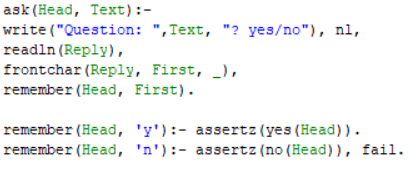 ask(Head, Text):-
write("Question: ",Text, "? yes/no"), nl,
readln(Reply),
frontchar(Reply, First, _),
remember(Head, First).
remember(Head, 'y'):- assertz(yes(Head)).
remember(Head, 'n'):- assertz(no(Head)), fail.